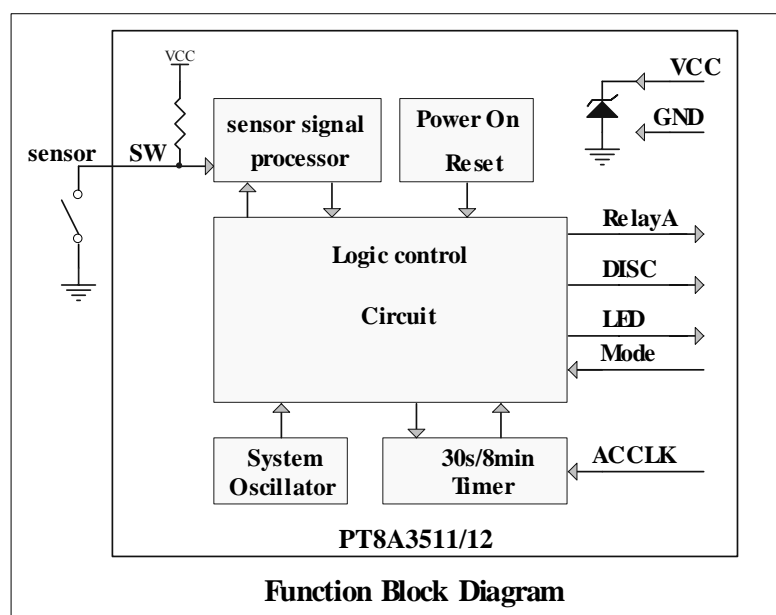 VCC
VCC
sensor signal
processor
Power On
Reset
GND
sensor
SW
RelayA
Logic control
Circuit
DISC
LED
Mode
System
Oscillator
30s/8min
Timer
ACCLK
PT8A3511/12
Function Block Diagram